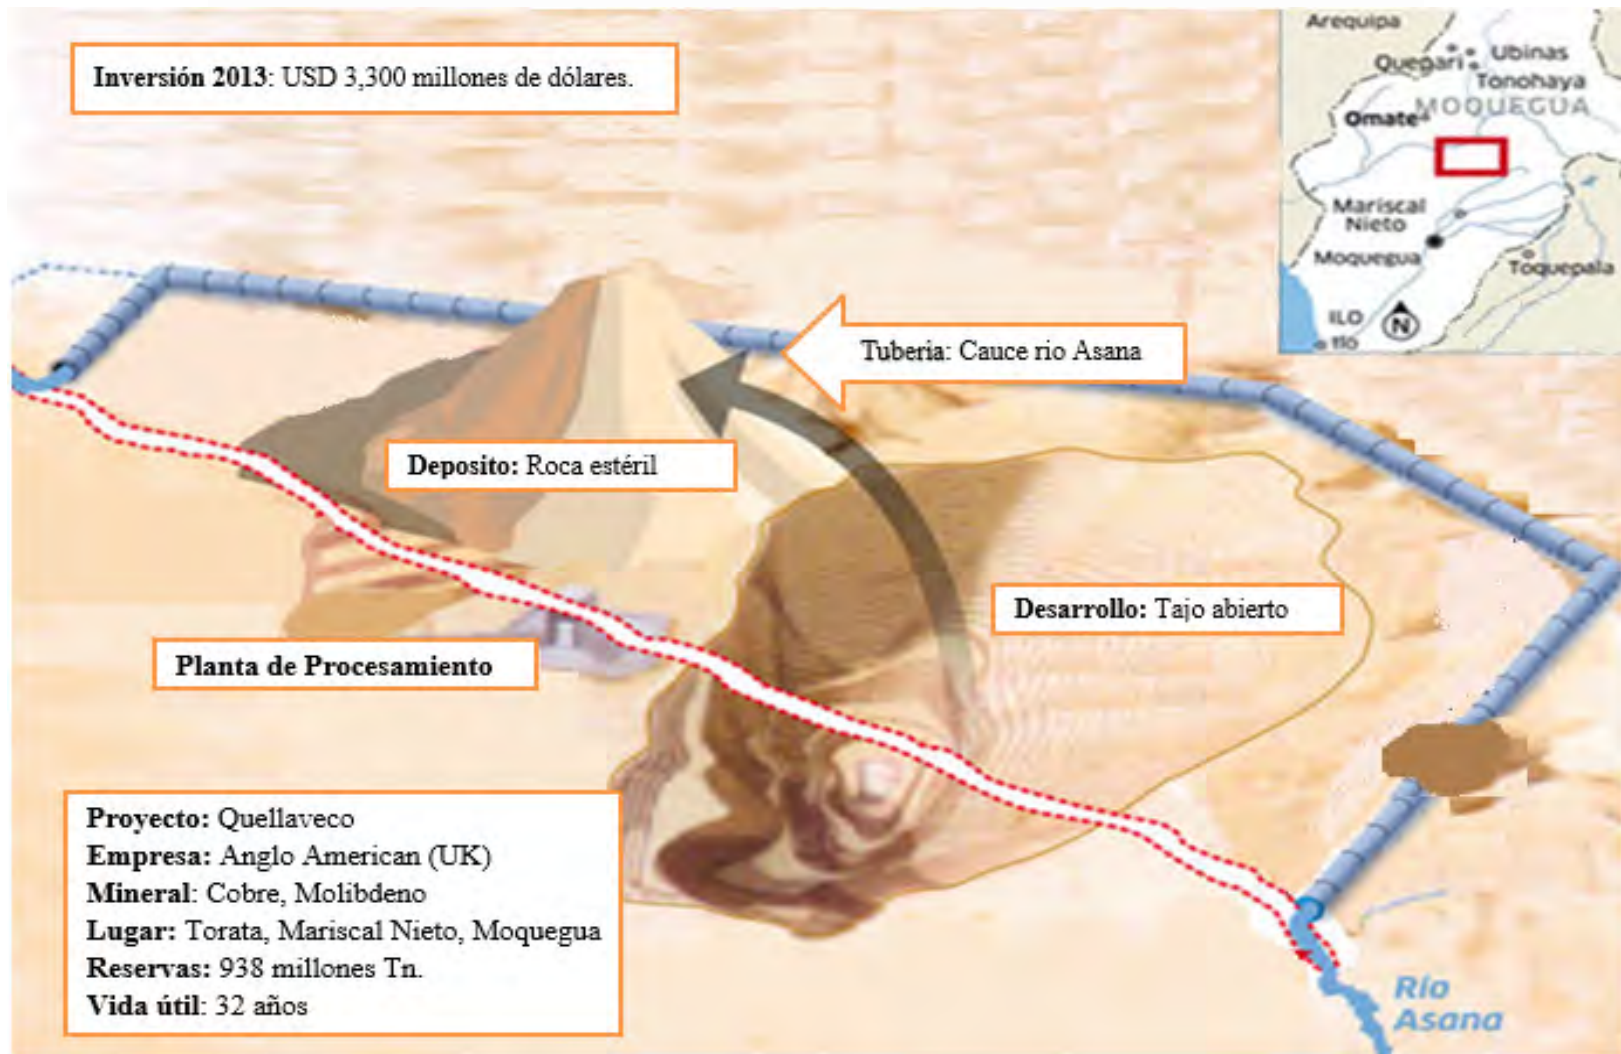 Inversión 2013: USD 3,300 millones de dólares.
Arequipa
Ubinas
Quegari
Tonohaya
MOQUEGUA
Omate
Mariscal
Nieto
Moquegua
Toquepala
ILO
Ilo
N
Tuberia: Cauce rio Asana
Deposito: Roca estéril
Desarrollo: Tajo abierto
Planta de Procesamiento
Proyecto: Quellaveco
Empresa: Anglo American (UK)
Mineral: Cobre, Molibdeno
Lugar: Torata, Mariscal Nieto, Moquegua
Reservas: 938 millones Tn.
Vida útil: 32 años
Río
Asana